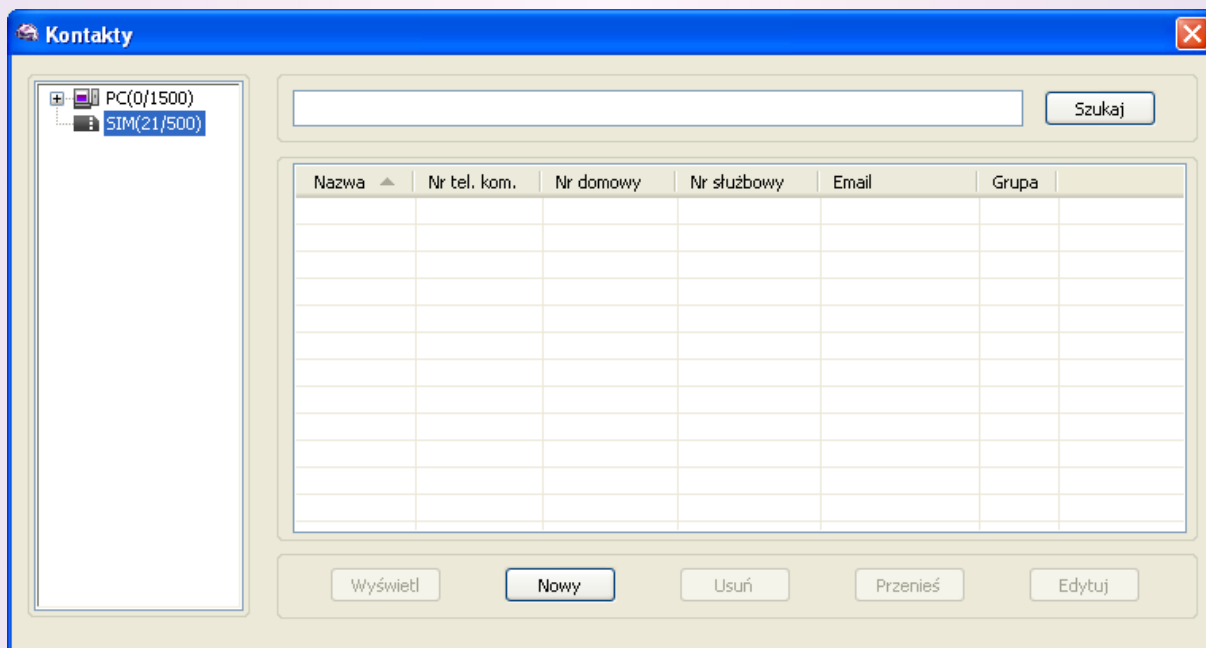 Kontakty
PC(0/1500)
SIM(21/500)
Szukaj
Nazwa Nr tel. kom. Nr domowy Nr służbowy Email Grupa
Wyświetl Nowy Usuń Przenieś Edytuj